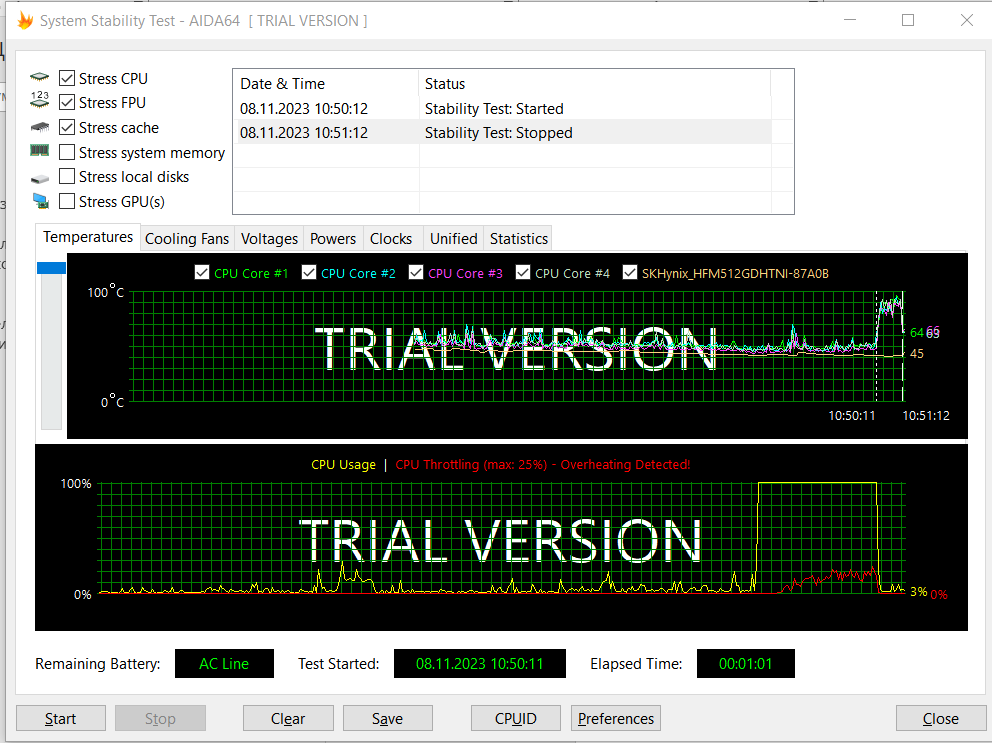 System Stability Test - AIDA64 [ TRIAL VERSION ]
Stress CPU
123
Stress FPU
Stress cache
Stress system memory
Stress local disks
Stress GPU(s)
Date & Time Status
08.11.2023 10:50:12 Stability Test: Started
08.11.2023 10:51:12 Stability Test: Stopped
Temperatures Cooling Fans Voltages Powers Clocks Unified Statistics
CPU Core #1 CPU Core #2 CPU Core #3 CPU Core #4 SKHynix_HFM512GDHTNI-87A0B
100°C
TRIAL VERSION
64
45
0°C
10:50:11 10:51:12
CPU Usage | CPU Throttling (max: 25%) - Overheating Detected!
100%
TRIAL VERSION
0% 3% 0%
Remaining Battery: AC Line Test Started: 08.11.2023 10:50:11 Elapsed Time: 00:01:01
Start Stop Clear Save CPUID Preferences Close